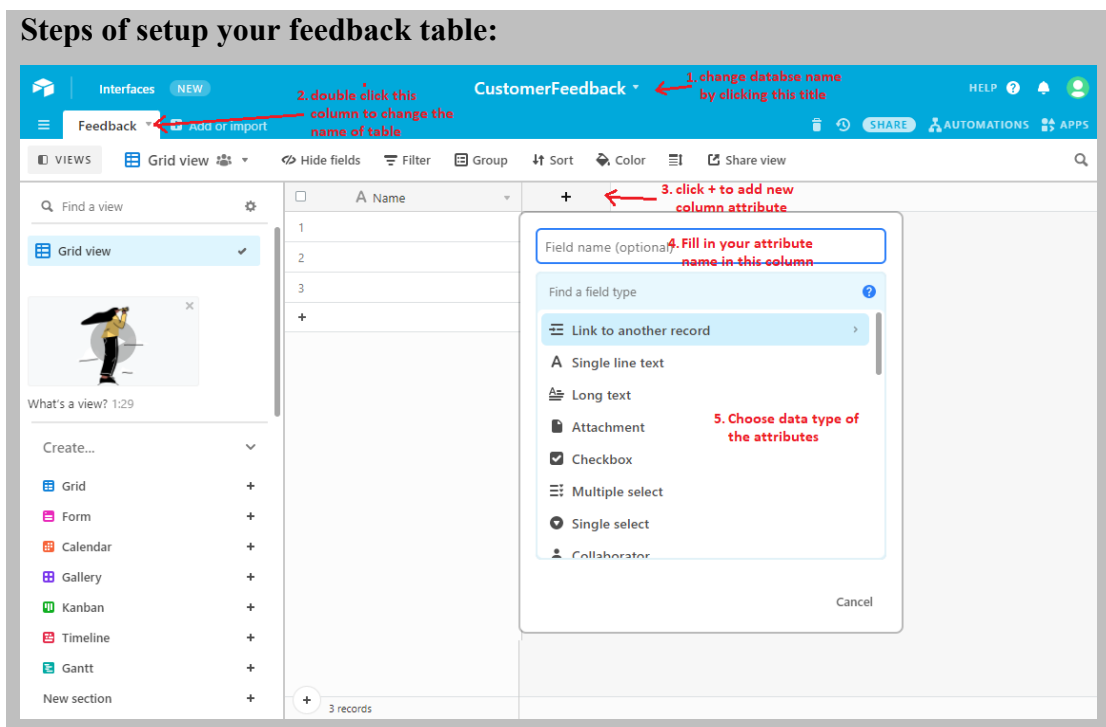 Steps of setup your feedback table:
Interfaces NEW
CustomerFeedback
1. change databse name
by clicking this title
HELP
2. double click this
column to change the
name of table
Feedback
Add or import
SHARE
AUTOMATIONS
APPS
VIEWS
Grid view
Hide fields
Filter
Group
Sort
Color
Share view
Find a view
A Name
+
3. click + to add new
column attribute
Grid view
1
2
3
+
Field name (optional)
4. Fill in your attribute
name in this column
Find a field type
Link to another record
Single line text
Long text
Attachment
Checkbox
Multiple select
Single select
Collaborator
5. Choose data type of
the attributes
Cancel
What's a view? 1:29
Create...
Grid +
Form +
Calendar +
Gallery +
Kanban +
Timeline +
Gantt +
New section +
+ 3 records